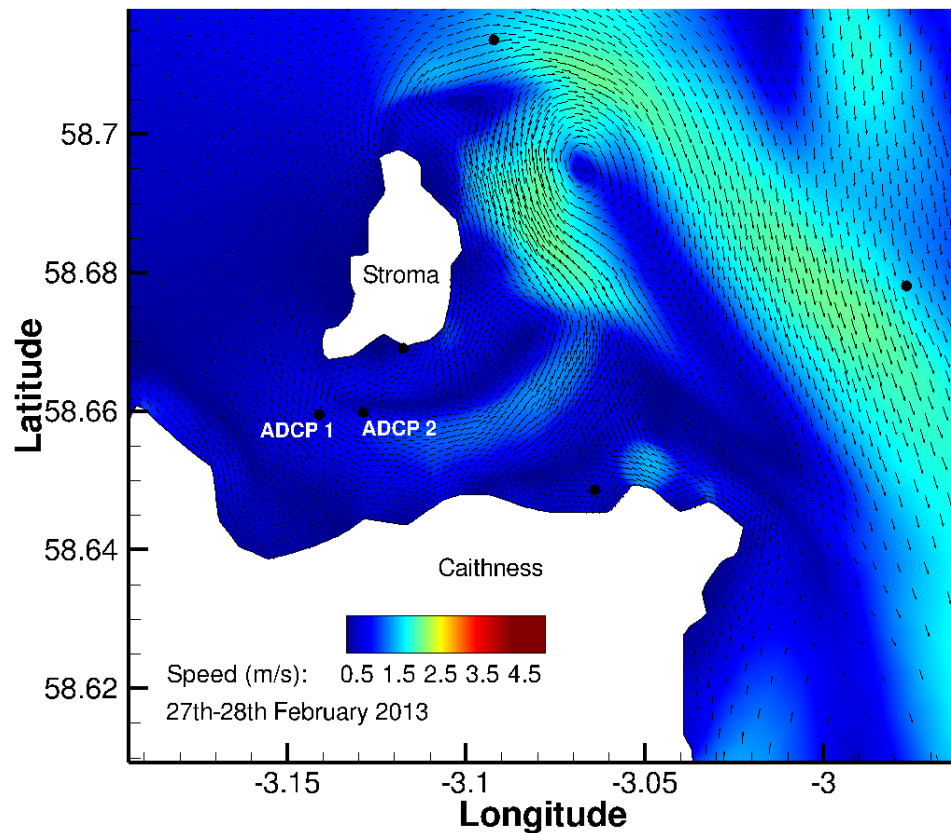 58.7
58.68
58.66
58.64
58.62
Latitude
Stroma
ADCP 1
ADCP 2
Caithness
Speed (m/s):
0.5 1.5 2.5 3.5 4.5
27th-28th February 2013
-3.15 -3.1 -3.05 -3
Longitude